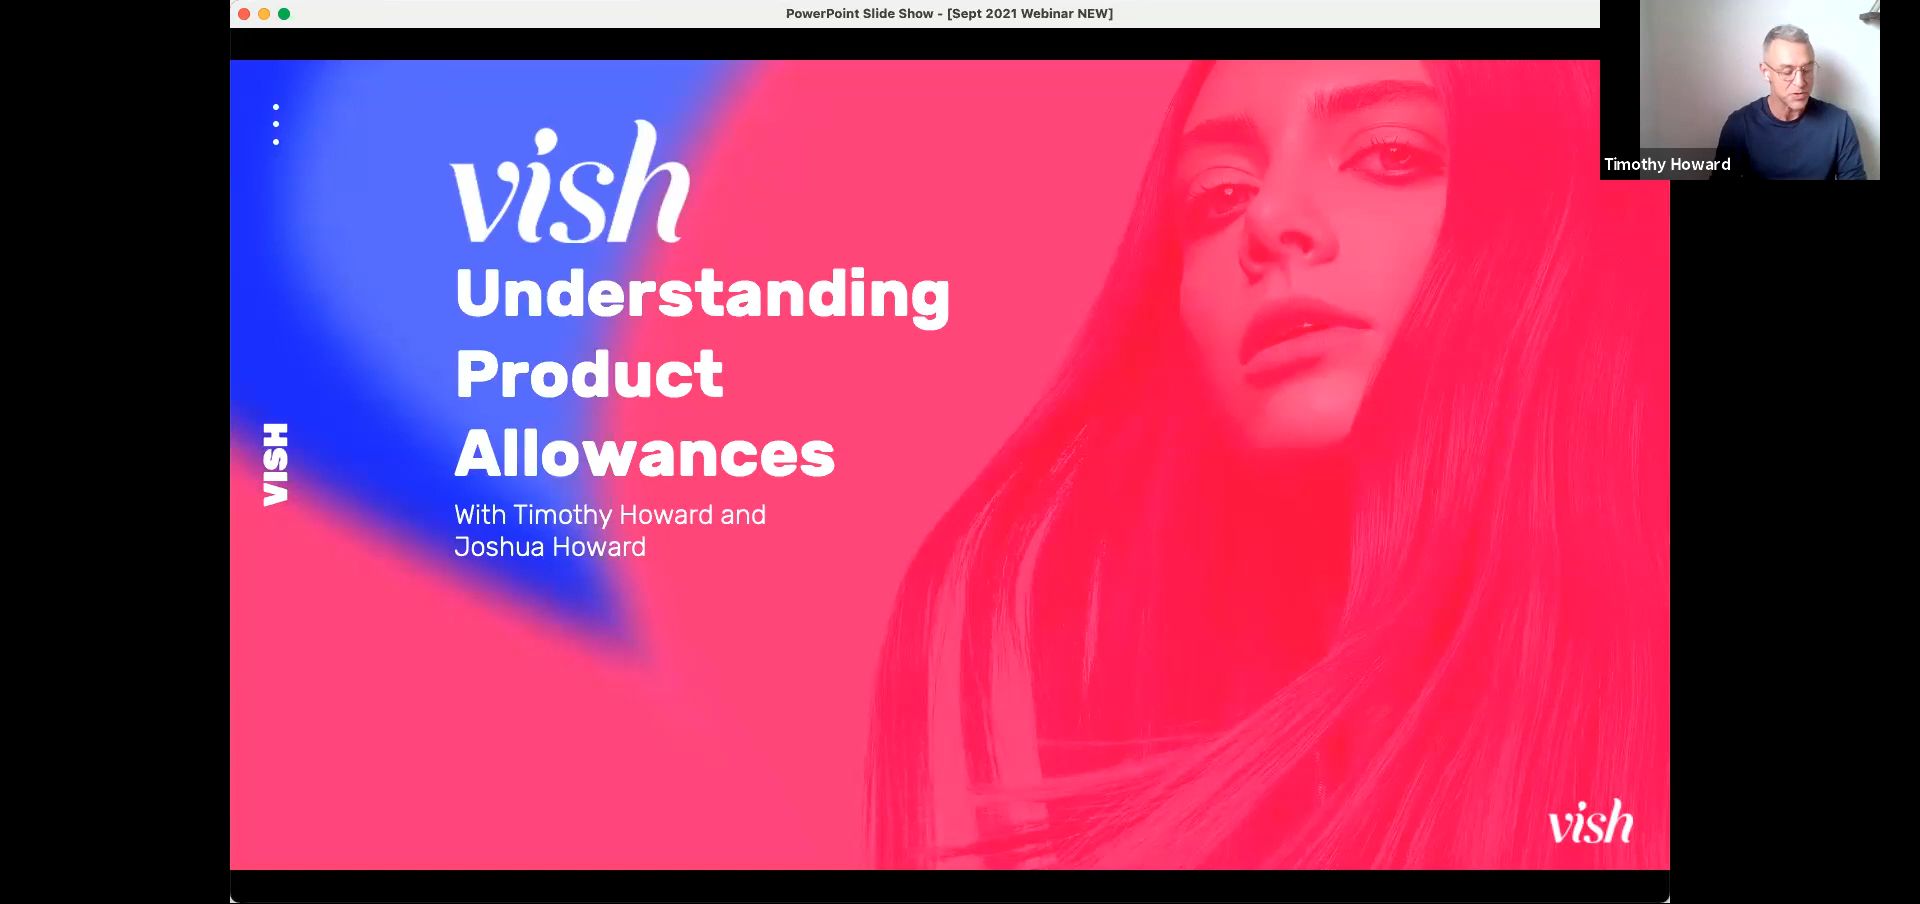 PowerPoint Slide Show - [Sept 2021 Webinar NEW]
Timothy Howard
vish
Understanding
Product
Allowances
With Timothy Howard and
Joshua Howard
VISH
vish